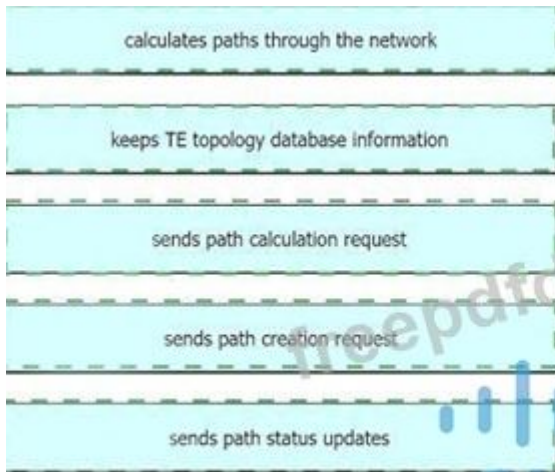 calculates paths through the network
keeps TE topology database information
sends path calculation request
sends path creation request
freepdfc
sends path status updates